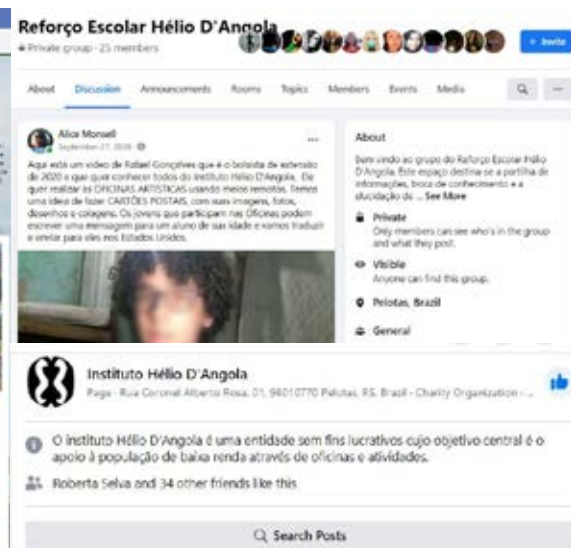 Reforço Escolar Hélio D'Angola
Private group · 25 members
+ Invite
About Discussion Announcements Rooms Topics Members Events Media
Alice Monsell
September 27, 2020
Aqui está um vídeo de Rafael Gonçalves que é o bolsista de extensão
de 2020 e que quer conhecer todos do Instituto Hélio D'Angola. Ele
quer realizar as OFICINAS ARTÍSTICAS usando meios remotos. Temos
uma ideia de fazer CARTÕES POSTAIS, com suas imagens, fotos,
desenhos e colagens. Os jovens que participam nas Oficinas podem
escrever uma mensagem para um aluno de sua idade e vamos traduzir
e enviar para eles nos Estados Unidos.
About
Bem vindo ao grupo do Reforço Escolar Hélio
D'Angola. Este espaço destina-se a partilha de
informações, troca de conhecimento e a
elucidação de ... See More
Private
Only members can see who's in the group
and what they post.
Visible
Anyone can find this group.
Pelotas, Brazil
General
Instituto Hélio D'Angola
Page · Rua Coronel Alberto Rosa, 01, 96010770 Pelotas, RS, Brazil · Charity Organization · ...
O instituto Hélio D'Angola é uma entidade sem fins lucrativos cujo objetivo central é o
apoio à população de baixa renda através de oficinas e atividades.
Roberta Selva and 34 other friends like this
Search Posts